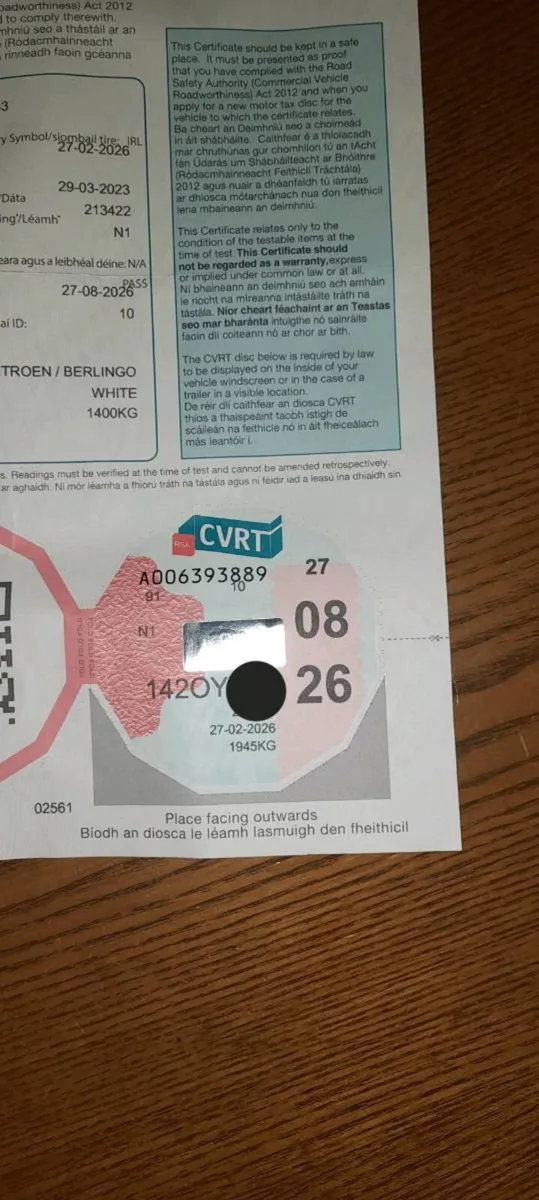 oadworthiness) Act 2012
to comply therewith.
mhniú seo a thástáil ar an
(Ródacmhainneacht
rinneadh faoin gcéanna
This Certificate should be kept in a safe
place. It must be presented as proof
that you have complied with the Road
Safety Authority (Commercial Vehicle
Roadworthiness) Act 2012 and when you
apply for a new motor tax disc for the
vehicle to which the certificate relates.
Ba cheart an Deimhniú seo a choimeád
in áit shábháilte. Caithfear é a thíolacadh
mar chruthúnas gur chomhlíon tú an tAcht
fán Údarás um Shábháilteacht ar Bhóithre
(Ródacmhainneacht Feithiclí Tráchtála)
2012 agus nuair a dhéanfaidh tú iarratas
ar dhiosca mótarchánach nua don fheithicil
lena mbaineann an deimhniú.
This Certificate relates only to the
condition of the testable items at the
time of test. This Certificate should
not be regarded as a warranty, express
or implied under common law or at all.
Ní bhaineann an deimhniú seo ach amháin
le riocht na míreanna intástáilte tráth na
tástála. Níor cheart féachaint ar an Teastas
seo mar bharánta intuigthe nó sainráite
faoin dlí coiteann nó ar chor ar bith.
The CVRT disc below is required by law
to be displayed on the inside of your
vehicle windscreen or in the case of a
trailer in a visible location.
De réir dlí caithfear an diosca CVRT
thíos a thaispeáint taobh istigh de
scáileán na feithicle nó in áit fheiceálach
más leantóir í.
3
y Symbol/siombail tíre: IRL
27-02-2026
29-03-2023
Dáta
213422
ing/Léamh
N1
eara agus a leibhéal déine: N/A
PASS
27-08-2026
10
aí ID:
TROEN / BERLINGO
WHITE
1400KG
s. Readings must be verified at the time of test and cannot be amended retrospectively.
ar aghaidh. Ní mór léamha a fhíorú tráth na tástála agus ní féidir iad a leasú ina dhiaidh sin.
RSA
CVRT
A006393889
27
91
10
N1
08
142OY
26
27-02-2026
1945KG
FOLD FOLD FOLD
02561
Place facing outwards
Bíodh an diosca le léamh lasmuigh den fheithicil